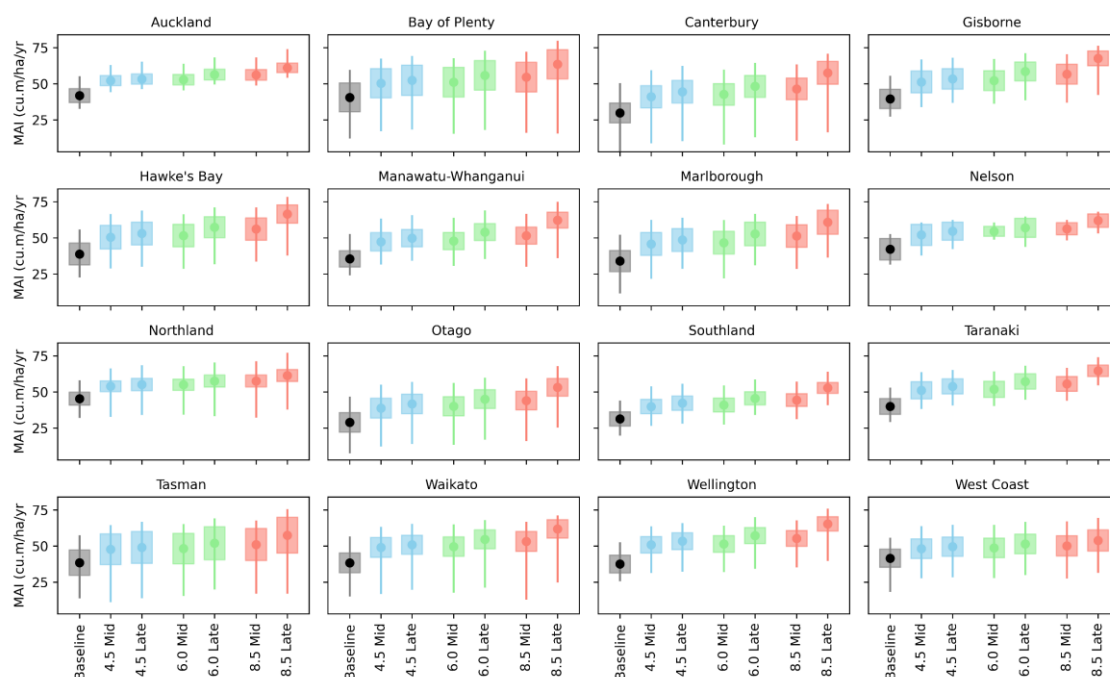 Auckland Bay of Plenty Canterbury Gisborne
MAI (cu.m/ha/yr)
75
50
25
Hawke's Bay Manawatu-Whanganui Marlborough Nelson
MAI (cu.m/ha/yr)
75
50
25
Northland Otago Southland Taranaki
MAI (cu.m/ha/yr)
75
50
25
Tasman Waikato Wellington West Coast
MAI (cu.m/ha/yr)
75
50
25
Baseline 4.5 Mid 4.5 Late 6.0 Mid 6.0 Late 8.5 Mid 8.5 Late Baseline 4.5 Mid 4.5 Late 6.0 Mid 6.0 Late 8.5 Mid 8.5 Late Baseline 4.5 Mid 4.5 Late 6.0 Mid 6.0 Late 8.5 Mid 8.5 Late Baseline 4.5 Mid 4.5 Late 6.0 Mid 6.0 Late 8.5 Mid 8.5 Late